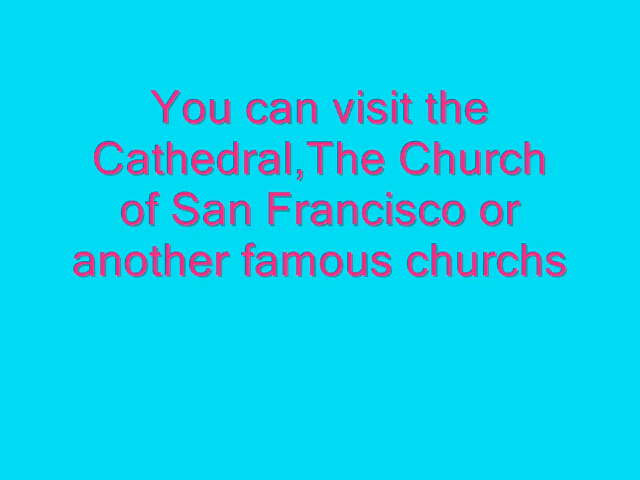 You can visit the
Cathedral,The Church
of San Francisco or
another famous churchs